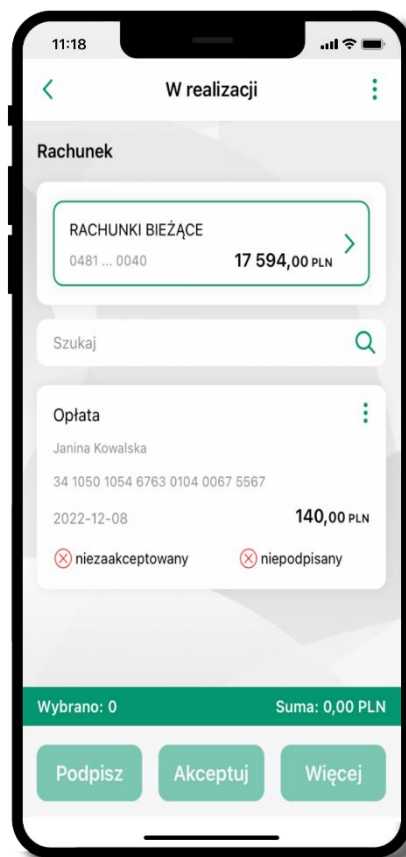 11:18
W realizacji
Rachunek
RACHUNKI BIEŻĄCE
0481 ... 0040 17 594,00 PLN
Szukaj
Opłata
Janina Kowalska
34 1050 1054 6763 0104 0067 5567
2022-12-08 140,00 PLN
niezaakceptowany niepodpisany
Wybrano: 0 Suma: 0,00 PLN
Podpisz Akceptuj Więcej